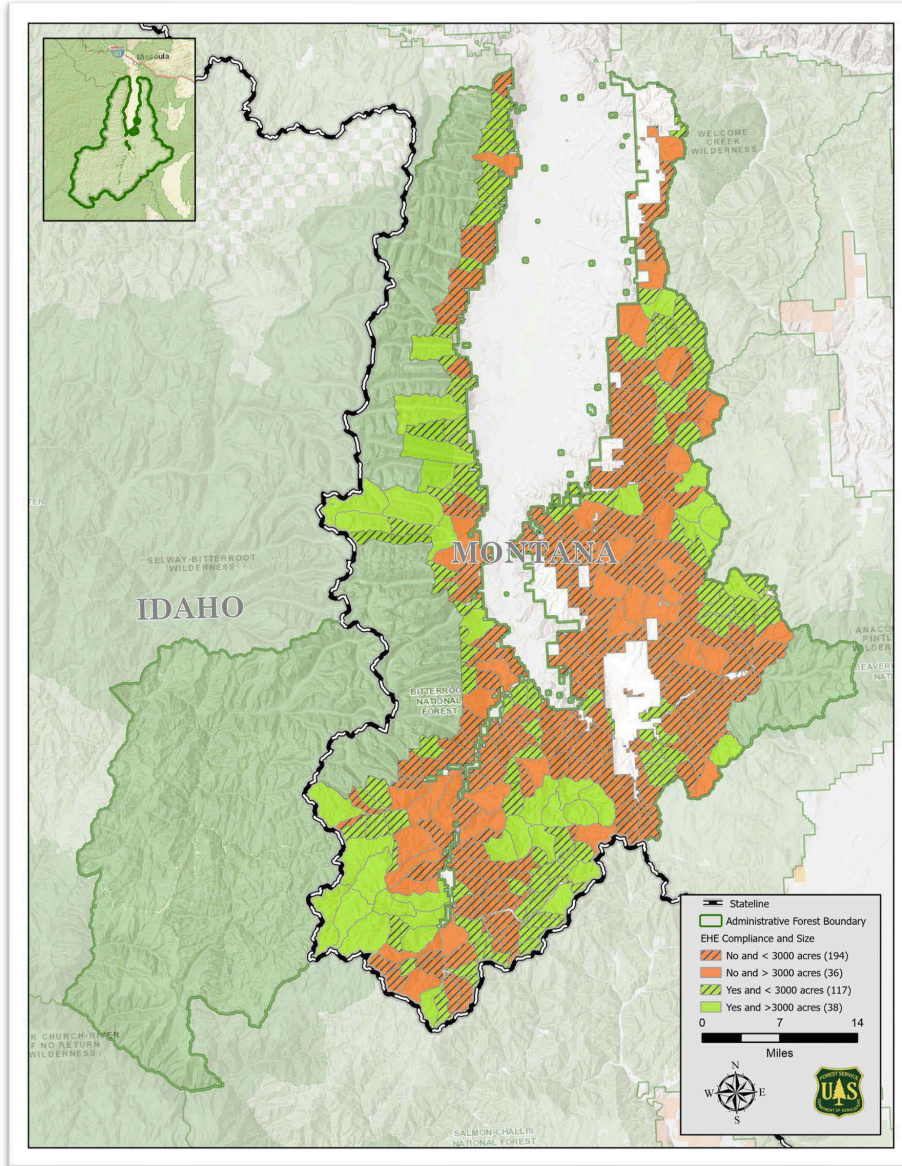 Missoula
WELCOME
CREEK
WILDERNESS
MONTANA
SELWAY-BITTERROOT
WILDERNESS
IDAHO
ANACO
PINTL
WILDER
BEAVER
NATI
BITTERROO
NATIONAL
FOREST
K CHURCH-RIVER
F NO RETURN
WILDERNESS
SALMON-CHALLIS
NATIONAL FOREST
Stateline
Administrative Forest Boundary
EHE Compliance and Size
No and < 3000 acres (194)
No and > 3000 acres (36)
Yes and < 3000 acres (117)
Yes and >3000 acres (38)
0 7 14
Miles
N
W E
S
FOREST SERVICE
UAS
DEPARTMENT OF AGRICULTURE